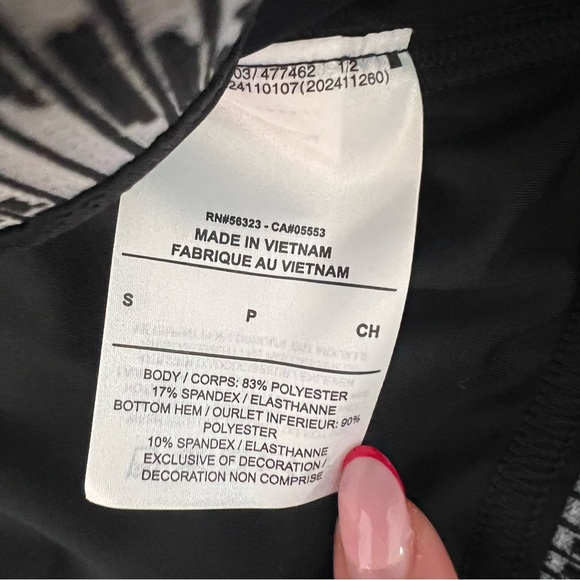 03/ 477462 1/2
24110107(202411280)
RN#56323 - CA#05553
MADE IN VIETNAM
FABRIQUE AU VIETNAM
S P CH
BODY / CORPS: 83% POLYESTER
17% SPANDEX / ELASTHANNE
BOTTOM HEM / OURLET INFERIEUR: 90%
POLYESTER
10% SPANDEX / ELASTHANNE
EXCLUSIVE OF DECORATION /
DECORATION NON COMPRISE